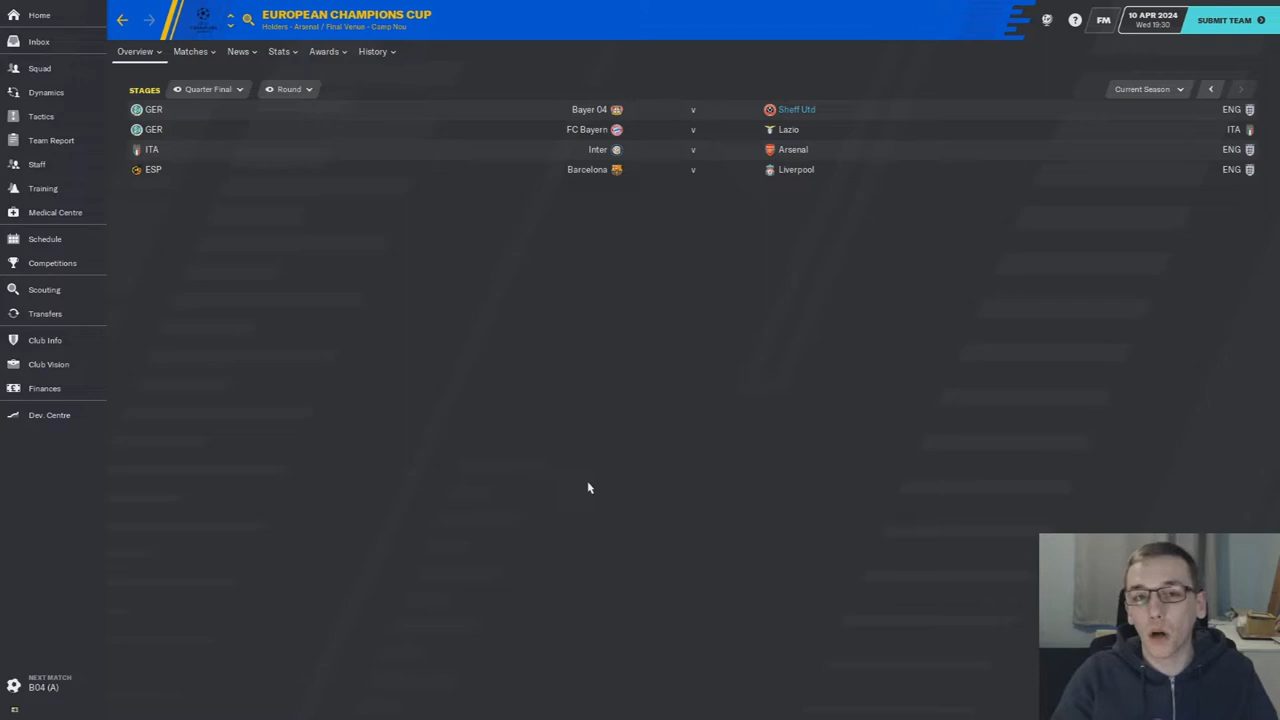 EUROPEAN CHAMPIONS CUP
Holders - Arsenal / Final Venue - Camp Nou
FM
10 APR 2024
Wed 19:30
SUBMIT TEAM
Home
Inbox
Squad
Dynamics
Tactics
Team Report
Staff
Training
Medical Centre
Schedule
Competitions
Scouting
Transfers
Club Info
Club Vision
Finances
Dev. Centre
NEXT MATCH
B04 (A)
Overview Matches News Stats Awards History
STAGES Quarter Final Round Current Season
GER Bayer 04 v Sheff Utd ENG
GER FC Bayern v Lazio ITA
ITA Inter v Arsenal ENG
ESP Barcelona v Liverpool ENG